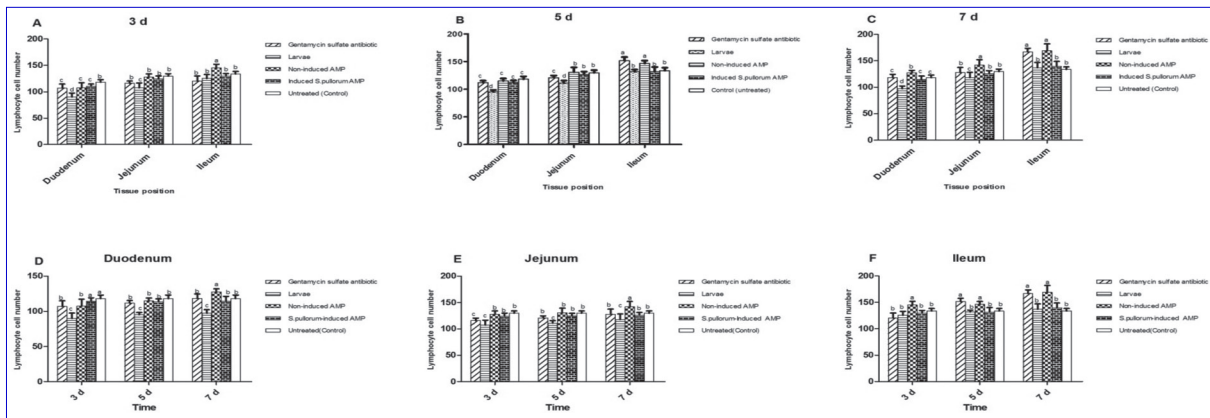 A
3 d
Lymphocyte cell number
200
150
100
50
0
c d c c c
b c b b b
b b a b b
Duodenum
Jejunum
Ileum
Tissue position
Gentamycin sulfate antibiotic
Larvae
Non-induced AMP
Induced S.pullorum AMP
Untreated (Control)
B
5 d
Lymphocyte cell number
200
150
100
50
0
c d c c c
b d b b b
a b a b b
Duodenum
Jejunum
Ileum
Tissue position
Gentamycin sulfate antibiotic
Larvae
Non-induced AMP
Induced S.pullorum AMP
Control (untreated)
C
7 d
Lymphocyte cell number
200
150
100
50
0
Duodenum
Jejunum
Ileum
Tissue position
Gentamycin sulfate antibiotic
Larvae
Non-induced AMP
Induced S.pullorum AMP
Untreated (Control)
D
Duodenum
Lymphocyte cell number
150
100
50
0
3 d
5 d
7 d
Time
Gentamycin sulfate antibiotic
Larvae
Non-induced AMP
S.pullorum-induced AMP
Untreated(Control)
E
Jejunum
Lymphocyte cell number
200
150
100
50
0
3 d
5 d
7 d
Time
Gentamycin sulfate antibiotic
Larvae
Non-induced AMP
S.pullorum-induced AMP
Untreated(Control)
F
Ileum
Lymphocyte cell number
200
150
100
50
0
3 d
5 d
7 d
Time
Gentamycin sulfate antibiotic
Larvae
Non-induced AMP
S.pullorum-induced AMP
Untreated(Control)